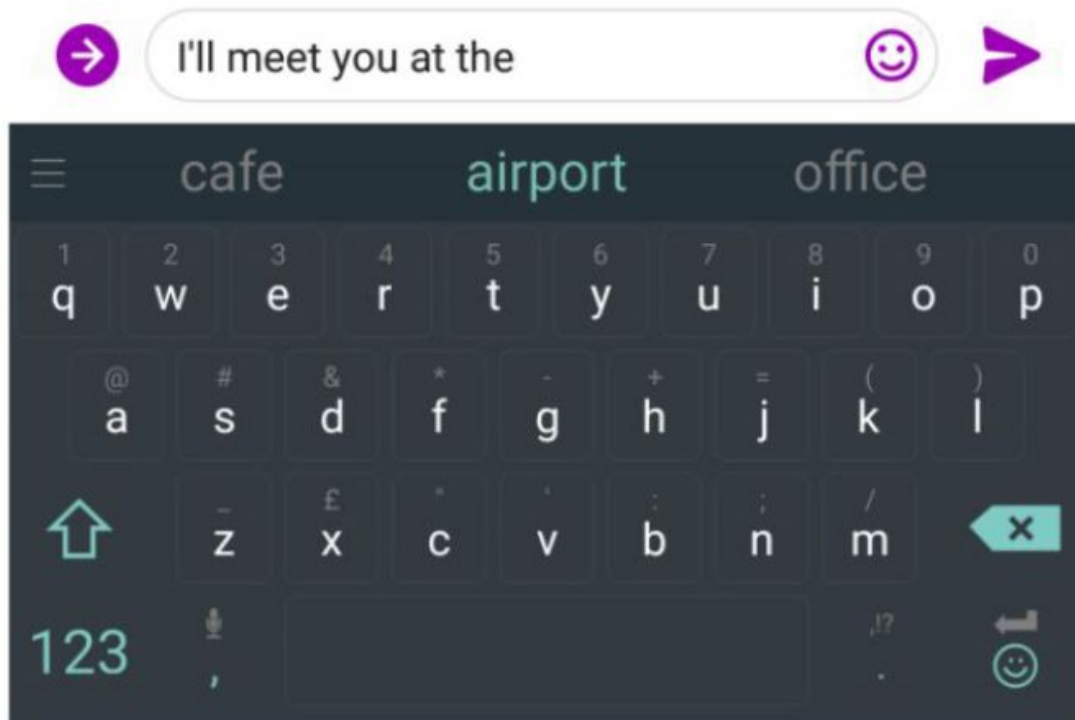 I'll meet you at the
cafe airport office
1 2 3 4 5 6 7 8 9 0
q w e r t y u i o p
@ # & * - + = ( )
a s d f g h j k l
_ £ " ' : ; /
z x c v b n m
123 , ,!? .